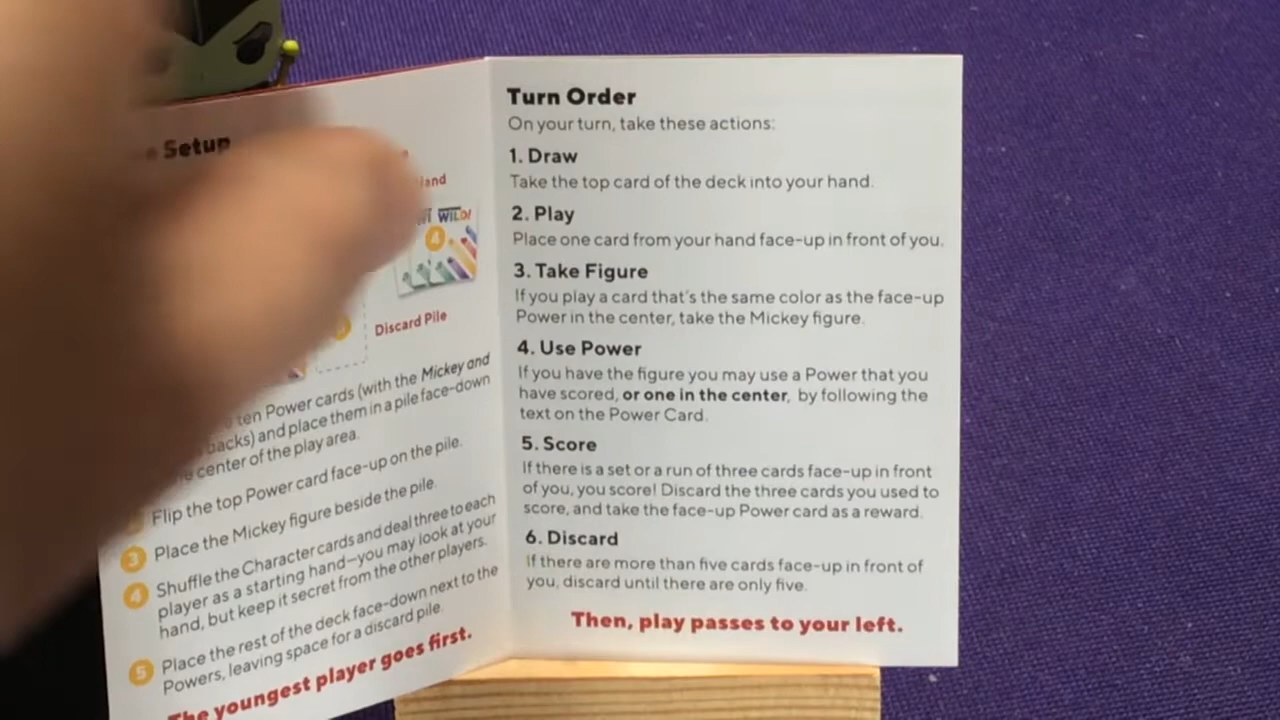 Setup
WILD!
4
Discard Pile
ten Power cards (with the Mickey and
backs) and place them in a pile face-down
center of the play area.
Flip the top Power card face-up on the pile.
3 Place the Mickey figure beside the pile.
4 Shuffle the Character cards and deal three to each
player as a starting hand—you may look at your
hand, but keep it secret from the other players.
5 Place the rest of the deck face-down next to the
Powers, leaving space for a discard pile.
The youngest player goes first.
Turn Order
On your turn, take these actions:
1. Draw
Take the top card of the deck into your hand.
2. Play
Place one card from your hand face-up in front of you.
3. Take Figure
If you play a card that's the same color as the face-up
Power in the center, take the Mickey figure.
4. Use Power
If you have the figure you may use a Power that you
have scored, or one in the center, by following the
text on the Power Card.
5. Score
If there is a set or a run of three cards face-up in front
of you, you score! Discard the three cards you used to
score, and take the face-up Power card as a reward.
6. Discard
If there are more than five cards face-up in front of
you, discard until there are only five.
Then, play passes to your left.